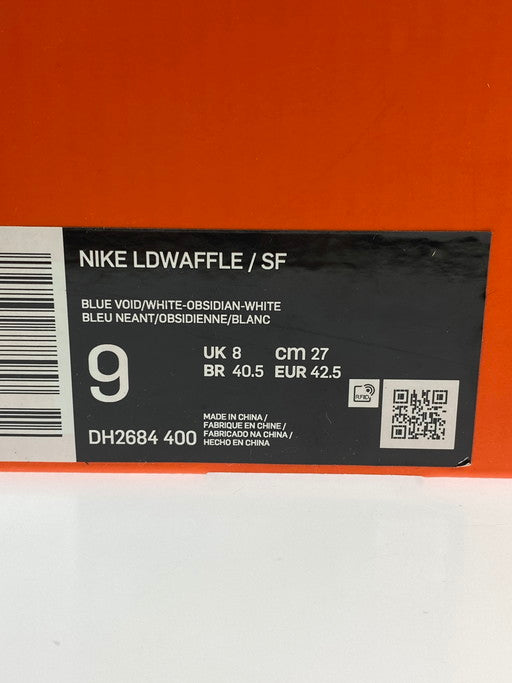 NIKE LDWAFFLE / SF
BLUE VOID/WHITE-OBSIDIAN-WHITE
BLEU NEANT/OBSIDIENNE/BLANC
9
UK 8 cm 27
BR 40.5 EUR 42.5
DH2684 400
MADE IN CHINA /
FABRIQUE EN CHINE /
FABRICADO NA CHINA /
HECHO EN CHINA